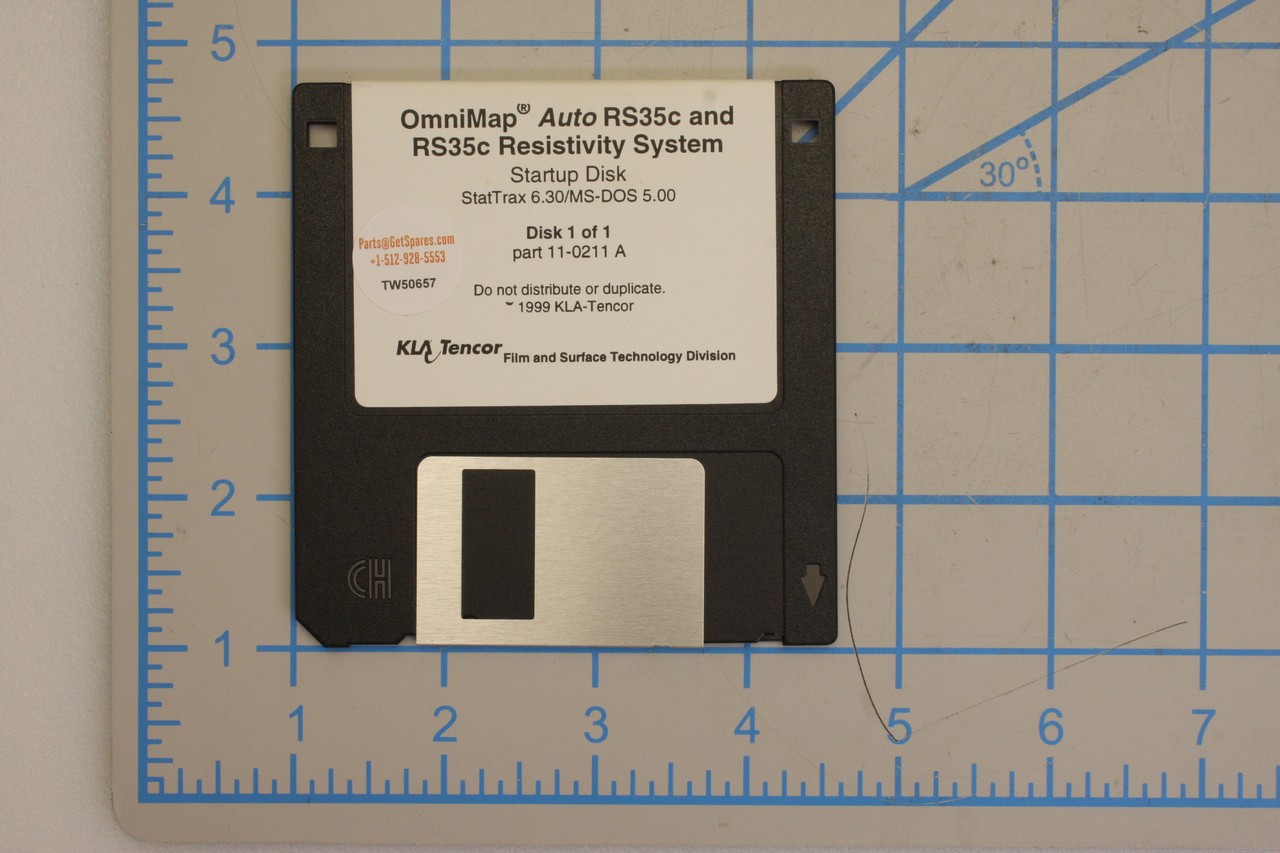 5
4
3
2
1
30°
OmniMap® Auto RS35c and
RS35c Resistivity System
Startup Disk
StatTrax 6.30/MS-DOS 5.00
Disk 1 of 1
part 11-0211 A
Parts@GetSpares.com
+1-512-928-5553
TW50657
Do not distribute or duplicate.
1999 KLA-Tencor
KLA Tencor Film and Surface Technology Division
CH
1 2 3 4 5 6 7